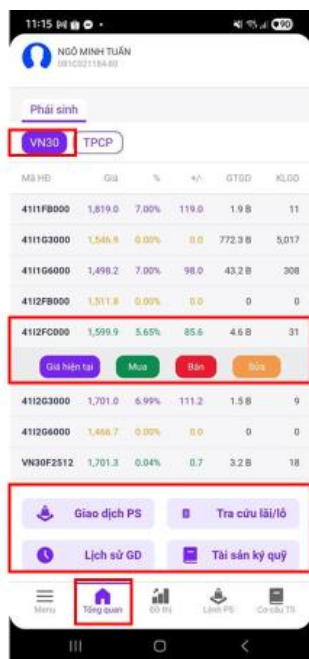 11:15
90
NGÔ MINH TUẤN
Phái sinh
VN30 TPCP
Mã HĐ Giá % +/- GTGD KLGD
41I1FB000 1,819.0 7.00% 119.0 1.9 B 11
41I1G3000 1,546.9 0.00% 0.0 772.3 B 5,017
41I1G6000 1,498.2 7.00% 98.0 43.2 B 308
41I2FB000 1,511.8 0.00% 0.0 0 0
41I2FC000 1,599.9 5.65% 85.6 4.6 B 31
Giá hiện tại Mua Bán Sửa
41I2G3000 1,701.0 6.99% 111.2 1.5 B 9
41I2G6000 1,466.7 0.00% 0.0 0 0
VN30F2512 1,701.3 0.04% 0.7 3.2 B 18
Giao dịch PS Tra cứu lãi/lỗ
Lịch sử GD Tài sản ký quỹ
Menu Tổng quan Đồ thị Lệnh PS Cơ cấu TS